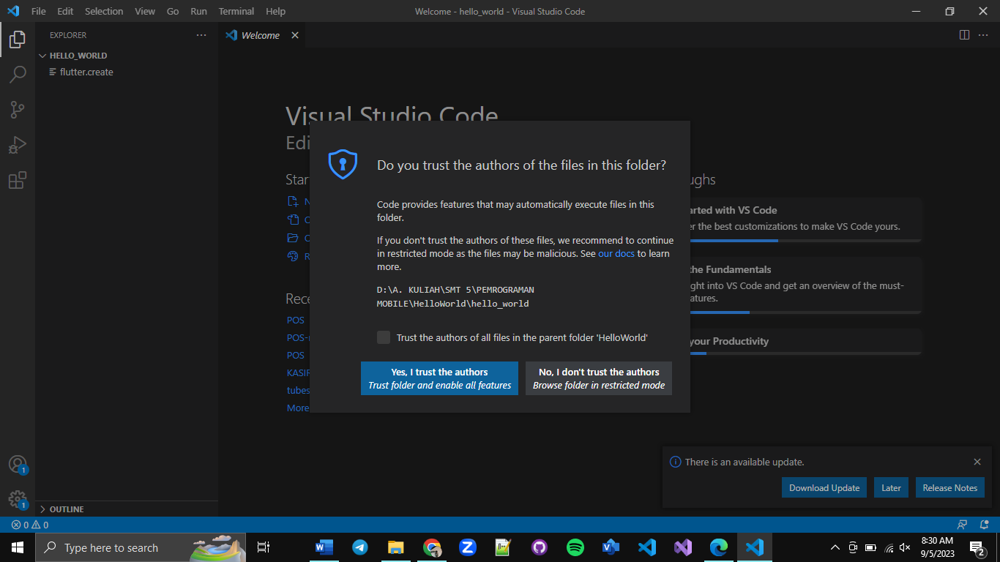 File Edit Selection View Go Run Terminal Help
Welcome - hello_world - Visual Studio Code
EXPLORER
HELLO_WORLD
flutter.create
OUTLINE
Welcome
Visual Studio Code
Do you trust the authors of the files in this folder?
Code provides features that may automatically execute files in this
folder.
If you don't trust the authors of these files, we recommend to continue
in restricted mode as the files may be malicious. See our docs to learn
more.
D:\A. KULIAH\SMT 5\PEMROGRAMAN
MOBILE\HelloWorld\hello_world
Trust the authors of all files in the parent folder 'HelloWorld'
Yes, I trust the authors
Trust folder and enable all features
No, I don't trust the authors
Browse folder in restricted mode
Edi
Star
N
O
R
Rece
POS
POS-
POS
KASIR
tubes
More
ughs
arted with VS Code
er the best customizations to make VS Code yours.
the Fundamentals
ght into VS Code and get an overview of the must-
atures.
your Productivity
There is an available update.
Download Update
Later
Release Notes
1
1
0 0
Type here to search
8:30 AM
9/5/2023
2